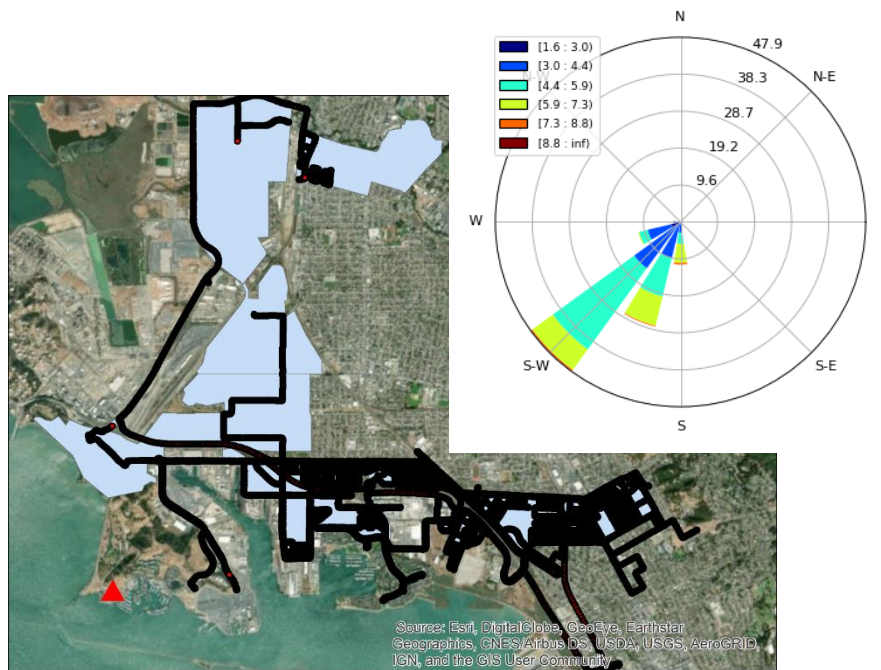 N
47.9
[1.6 : 3.0)
[3.0 : 4.4)
N-W
N-E
38.3
[4.4 : 5.9)
[5.9 : 7.3)
28.7
[7.3 : 8.8)
[8.8 : inf)
19.2
9.6
W
E
S-W
S-E
S
Source: Esri, DigitalGlobe, GeoEye, Earthstar
Geographics, CNES/Airbus DS, USDA, USGS, AeroGRID,
IGN, and the GIS User Community